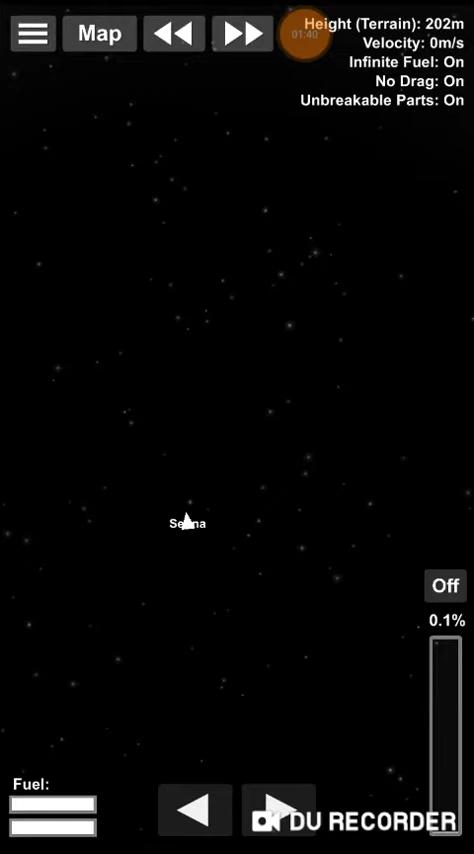 Map
01:40
Height (Terrain): 202m
Velocity: 0m/s
Infinite Fuel: On
No Drag: On
Unbreakable Parts: On
Off
0.1%
Fuel:
DU RECORDER